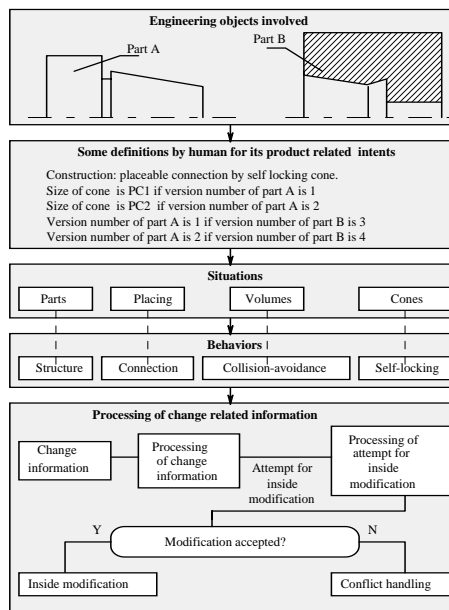 Engineering objects involved
Part A
Part B
Some definitions by human for its product related intents
Construction: placeable connection by self locking cone.
Size of cone is PC1 if version number of part A is 1
Size of cone is PC2 if version number of part A is 2
Version number of part A is 1 if version number of part B is 3
Version number of part A is 2 if version number of part B is 4
Situations
Parts
Placing
Volumes
Cones
Behaviors
Structure
Connection
Collision-avoidance
Self-locking
Processing of change related information
Change
information
Processing
of change
information
Attempt for
inside
modification
Processing of
attempt for
inside
modification
Y
Modification accepted?
N
Inside modification
Conflict handling